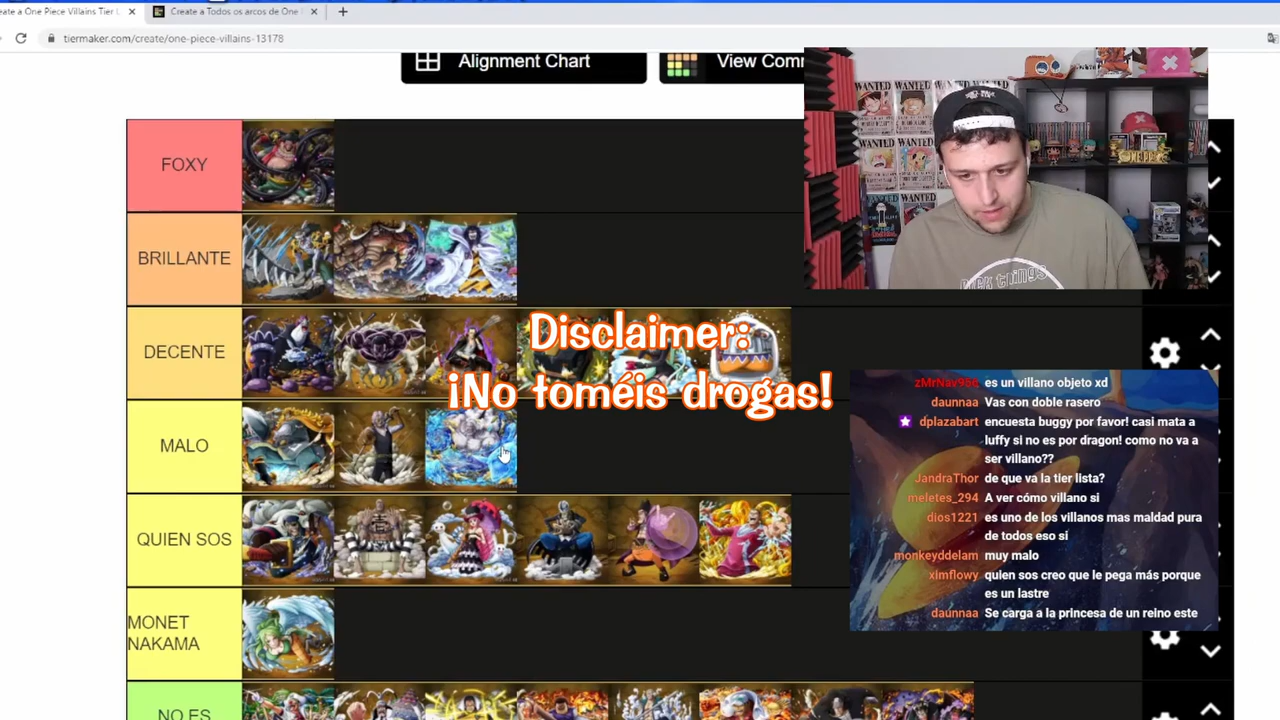 eate a One Piece Villains Tier L
Create a Todos os arcos de One
tiermaker.com/create/one-piece-villains-13178
Alignment Chart
View Comm
FOXY
BRILLANTE
DECENTE
MALO
QUIEN SOS
MONET
NAKAMA
NO ES
WANTED
WANTED
WANTED
Disclaimer:
¡No toméis drogas!
es un villano objeto xd
daunnaa Vas con doble rasero
dplazabart encuesta buggy por favor! casi mata a
luffy si no es por dragon! como no va a
ser villano??
JandraThor de que va la tier lista?
meletes_294 A ver cómo villano si
dios1221 es uno de los villanos mas maldad pura
de todos eso si
monkeyddelam muy malo
xlmflowy quien sos creo que le pega más porque
es un lastre
daunnaa Se carga a la princesa de un reino este